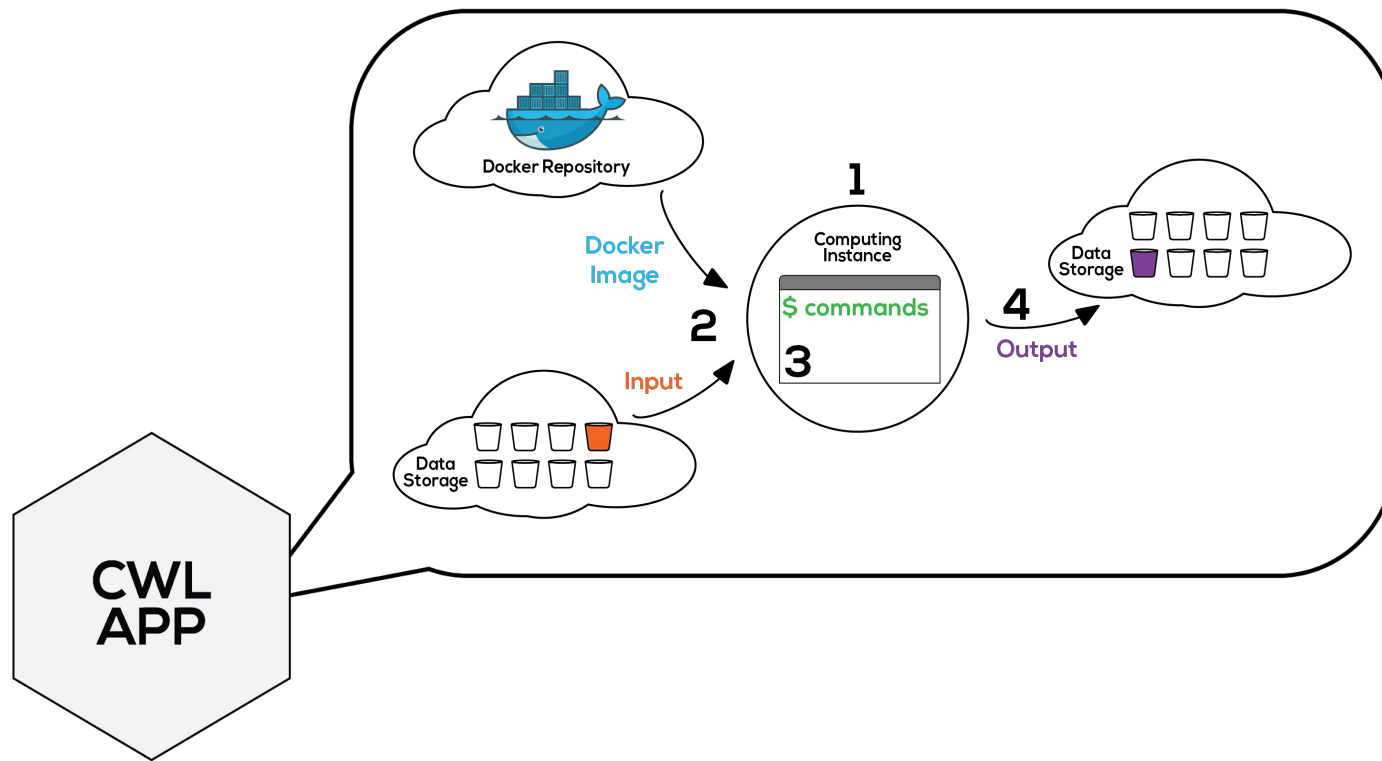 Docker Repository
Docker
Image
1
Computing
Instance
$ commands
3
2
Input
Data
Storage
4
Output
Data
Storage
CWL
APP